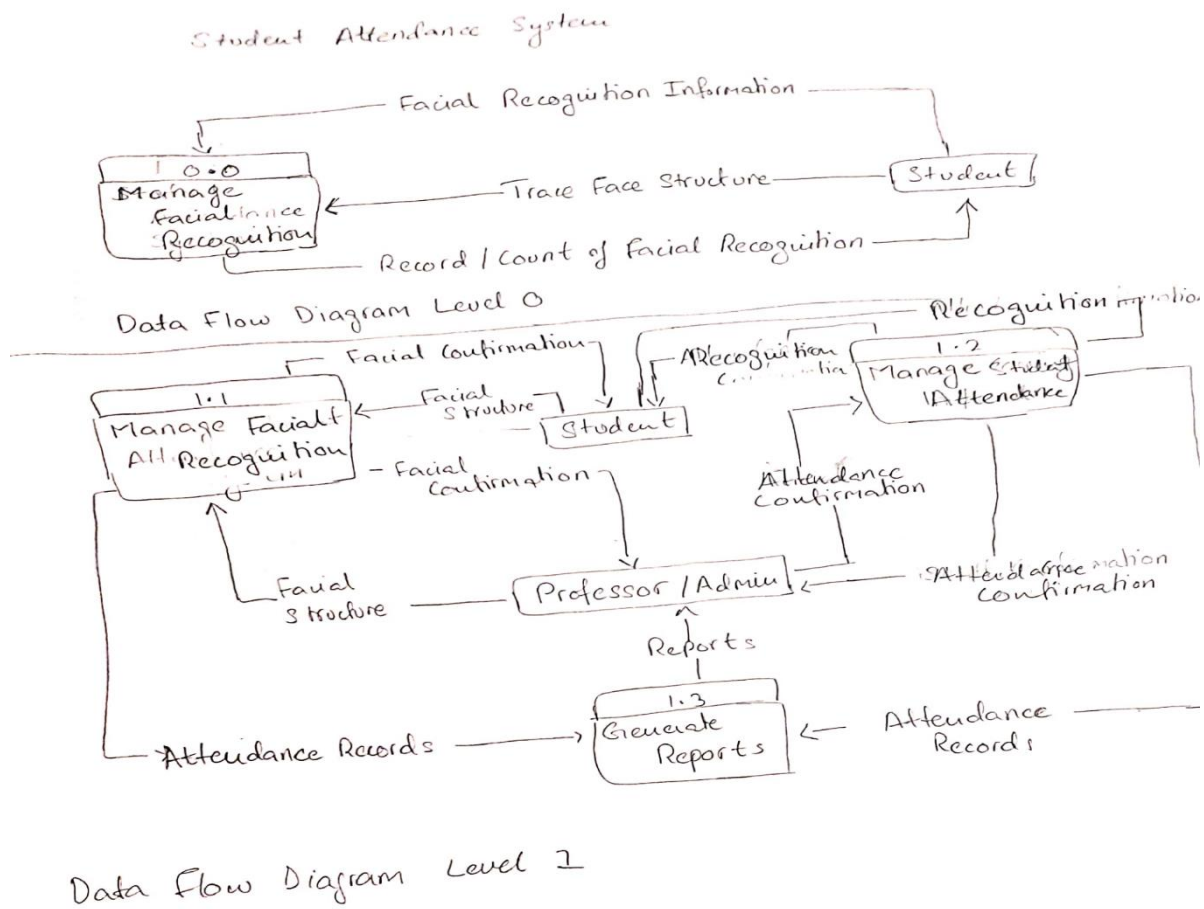 Student Attendance System
Facial Recognition Information
0.0
Manage
Facial
Recognition
Trace Face Structure
Student
Record / Count of Facial Recognition
Data Flow Diagram Level 0
Recognition
Facial Confirmation
Recognition
1.2
Manage Student
Attendance
1.1
Manage Facial
Recognition
Facial
Structure
Student
Facial
Confirmation
Attendance
Confirmation
Facial
Structure
Professor / Admin
Attendance
Confirmation
Reports
1.3
Generate
Reports
Attendance Records
Attendance
Records
Data Flow Diagram Level 1